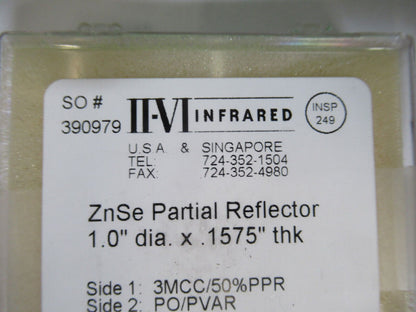 SO # II-VI INFRARED INSP
390979 249
U.S.A. & SINGAPORE
TEL: 724-352-1504
FAX: 724-352-4980
ZnSe Partial Reflector
1.0" dia. x .1575" thk
Side 1: 3MCC/50%PPR
Side 2: PO/PVAR